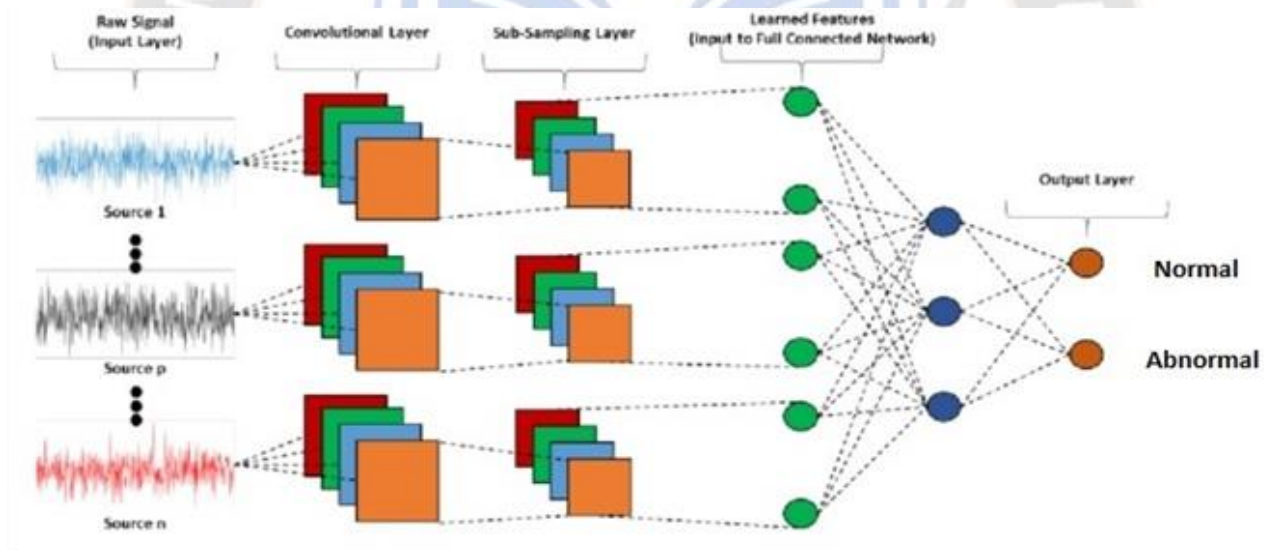 Raw Signal
(Input Layer)
Convolutional Layer
Sub-Sampling Layer
Learned Features
(Input to Full Connected Network)
Source 1
Source p
Source n
Output Layer
Normal
Abnormal